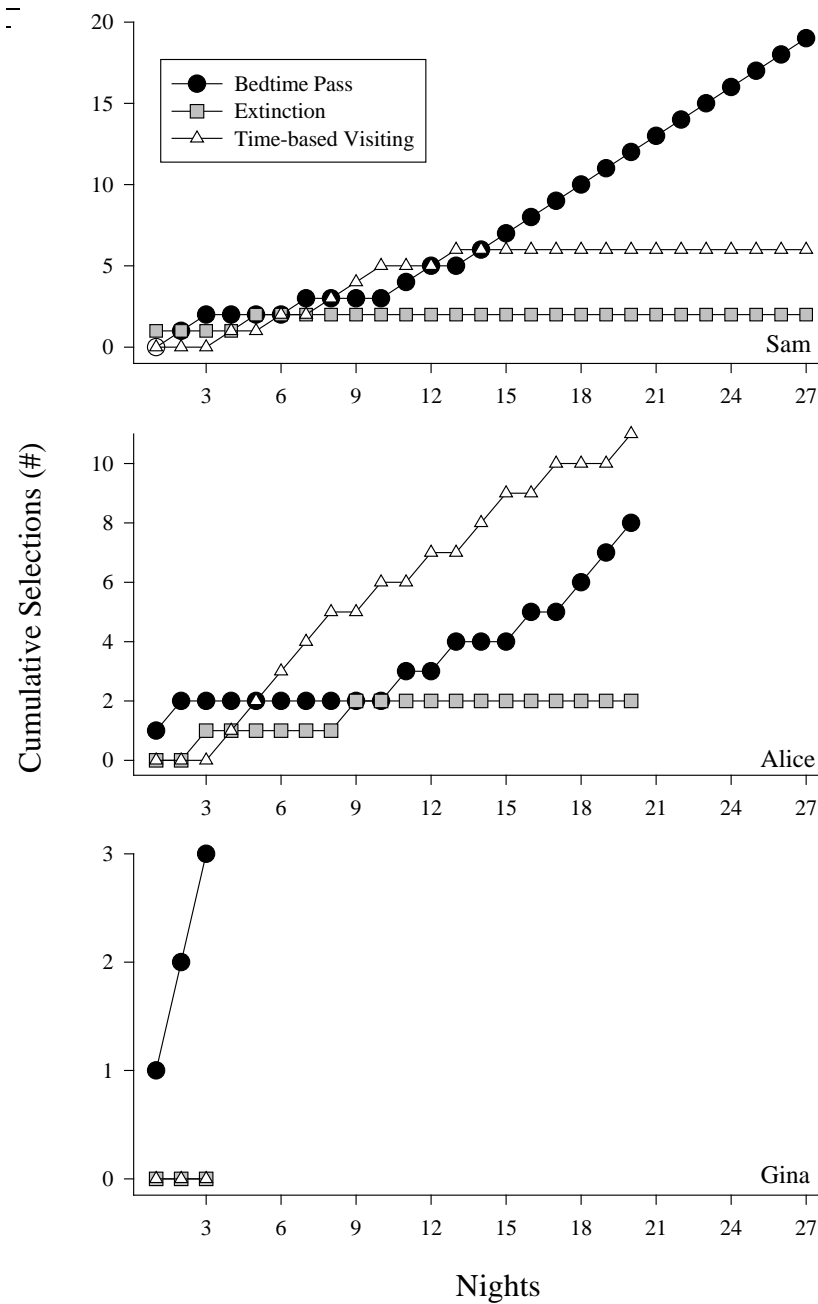 20
15
10
5
0
Bedtime Pass
Extinction
Time-based Visiting
Sam
3 6 9 12 15 18 21 24 27
Cumulative Selections (#)
10
8
6
4
2
0
Alice
3 6 9 12 15 18 21 24 27
3
2
1
0
Gina
3 6 9 12 15 18 21 24 27
Nights